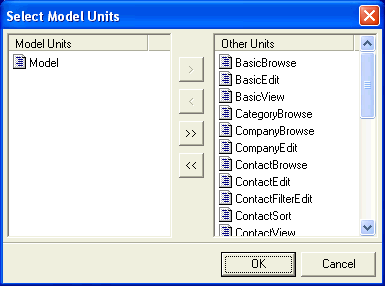 Select Model Units
Model Units
Other Units
Model
BasicBrowse
BasicEdit
BasicView
CategoryBrowse
CompanyBrowse
CompanyEdit
ContactBrowse
ContactEdit
ContactFilterEdit
ContactSort
ContactView
>
<
>>
<<
OK
Cancel